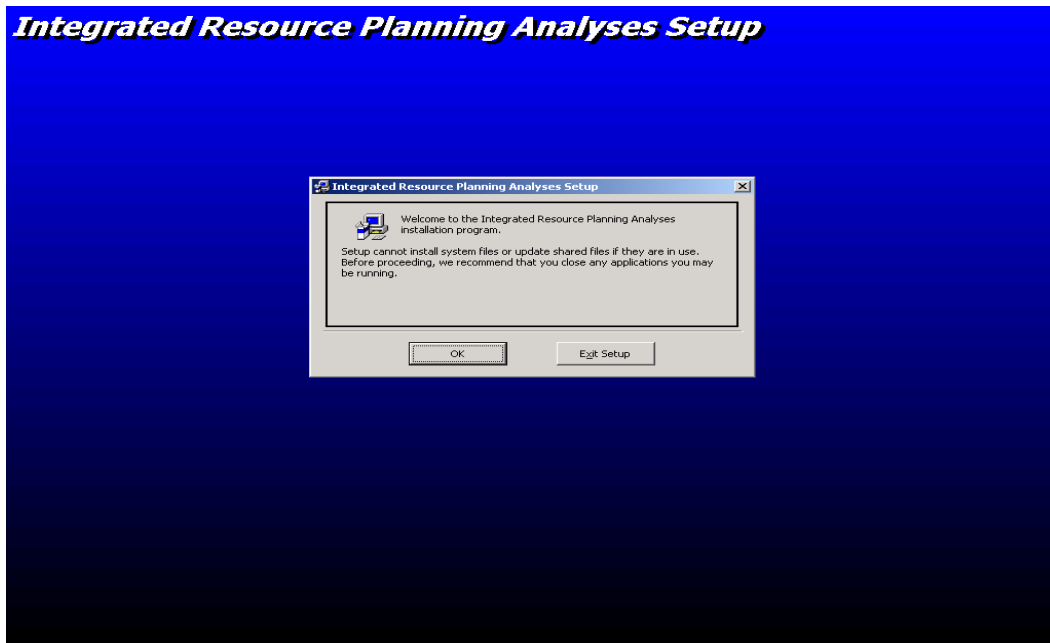 Integrated Resource Planning Analyses Setup
Integrated Resource Planning Analyses Setup
Welcome to the Integrated Resource Planning Analyses
installation program.
Setup cannot install system files or update shared files if they are in use.
Before proceeding, we recommend that you close any applications you may
be running.
OK
Exit Setup